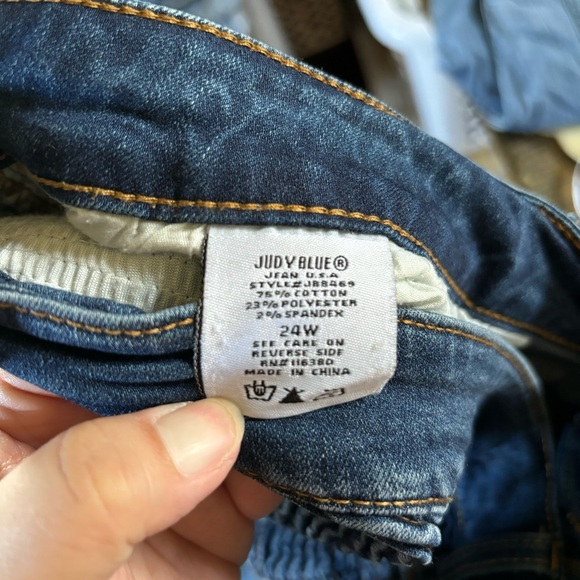 JUDY BLUE®
JEAN U.S.A
STYLE#JB8469
75% COTTON
23% POLYESTER
2% SPANDEX
24W
SEE CARE ON
REVERSE SIDE
RN#116380
MADE IN CHINA